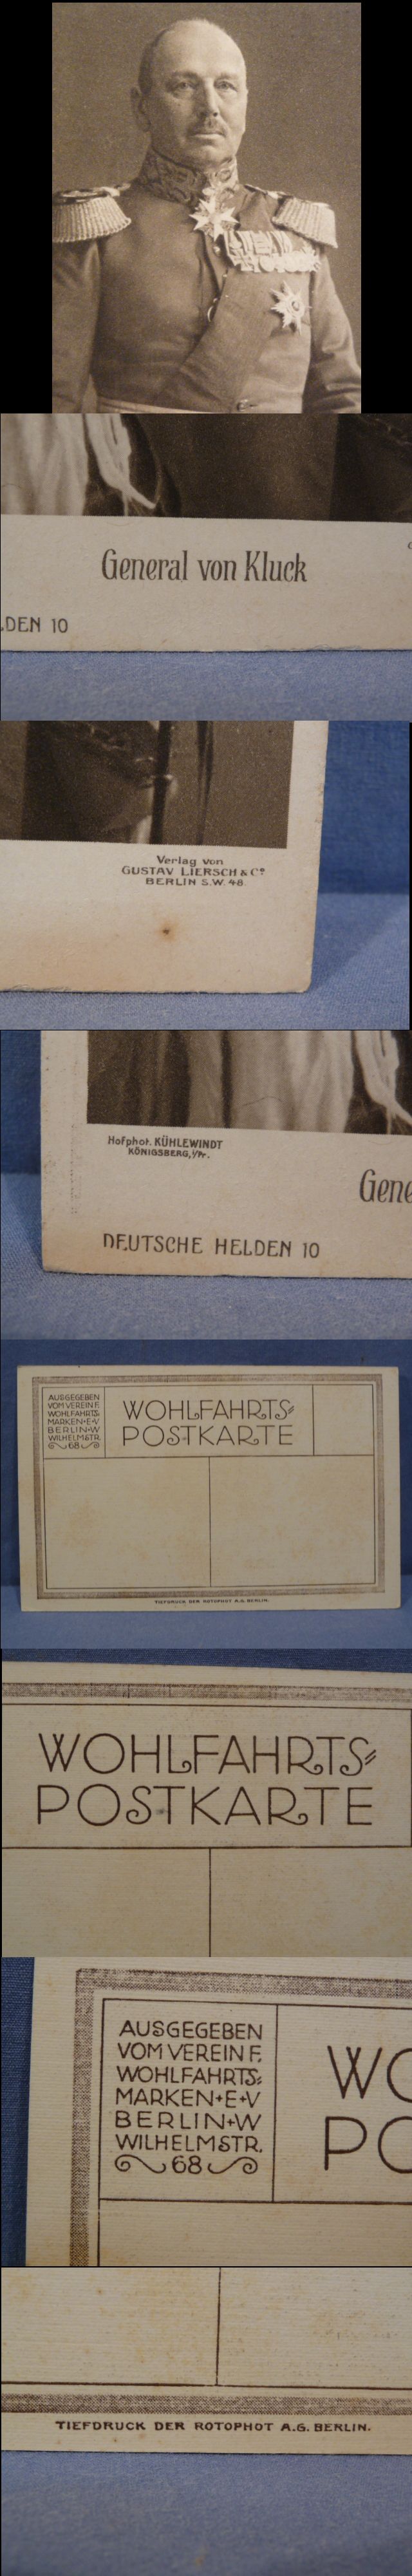 General von Kluck
DEN 10
Verlag von
GUSTAV LIERSCH & Co
BERLIN S.W. 48
Hofphot. KÜHLEWINDT
KÖNIGSBERG, i/Pr.
Gene
DEUTSCHE HELDEN 10
AUSGEGEBEN
VOM VEREIN F.
WOHLFAHRTS-
MARKEN+E+V
BERLIN+W
WILHELMSTR.
68
WOHLFAHRTS-
POSTKARTE
TIEFDRUCK DER ROTOPHOT A.G. BERLIN.
WOHLFAHRTS-
POSTKARTE
AUSGEGEBEN
VOM VEREIN F.
WOHLFAHRTS-
MARKEN+E+V
BERLIN+W
WILHELMSTR.
68
WO
PO
TIEFDRUCK DER ROTOPHOT A.G. BERLIN.